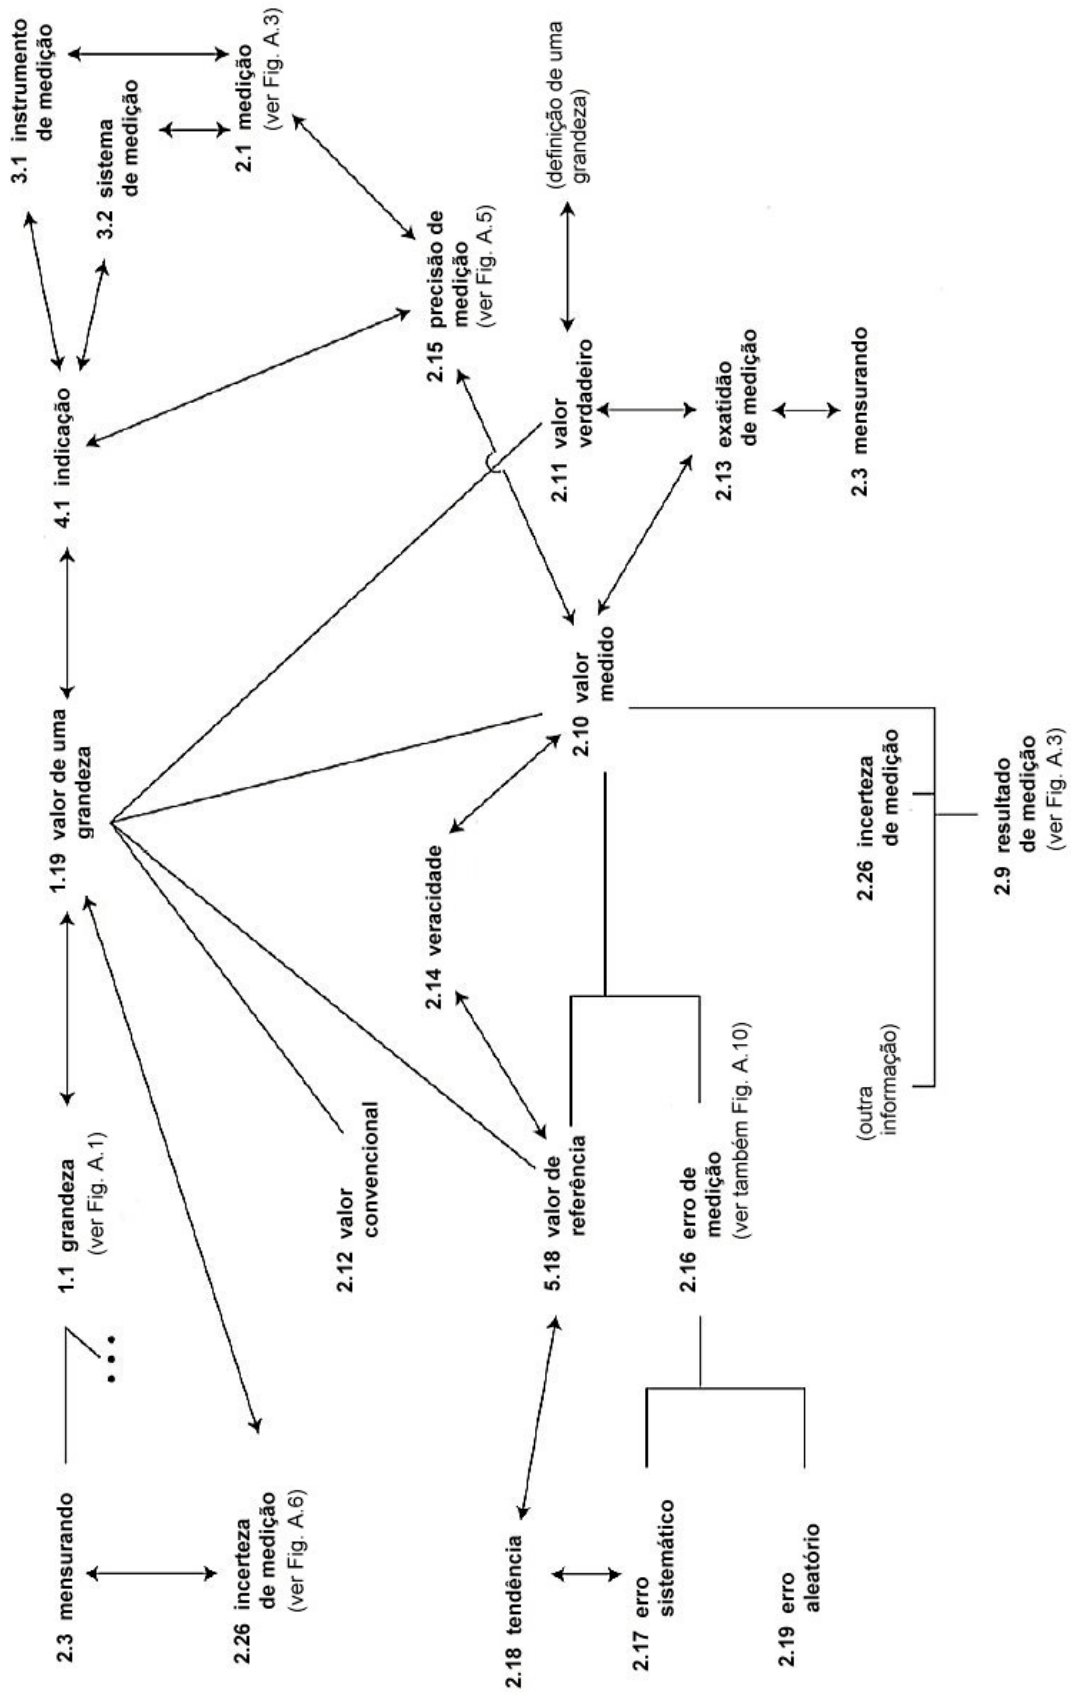 2.3 mensurando
1.1 grandeza
(ver Fig. A.1)
1.19 valor de uma
grandeza
4.1 indicação
3.1 instrumento
de medição
3.2 sistema
de medição
2.1 medição
(ver Fig. A.3)
2.26 incerteza
de medição
(ver Fig. A.6)
2.12 valor
convencional
2.14 veracidade
2.15 precisão de
medição
(ver Fig. A.5)
2.18 tendência
5.18 valor de
referência
2.10 valor
medido
2.11 valor
verdadeiro
(definição de uma
grandeza)
2.17 erro
sistemático
2.16 erro de
medição
(ver também Fig. A.10)
2.13 exatidão
de medição
2.19 erro
aleatório
(outra
informação)
2.26 incerteza
de medição
2.3 mensurando
2.9 resultado
de medição
(ver Fig. A.3)